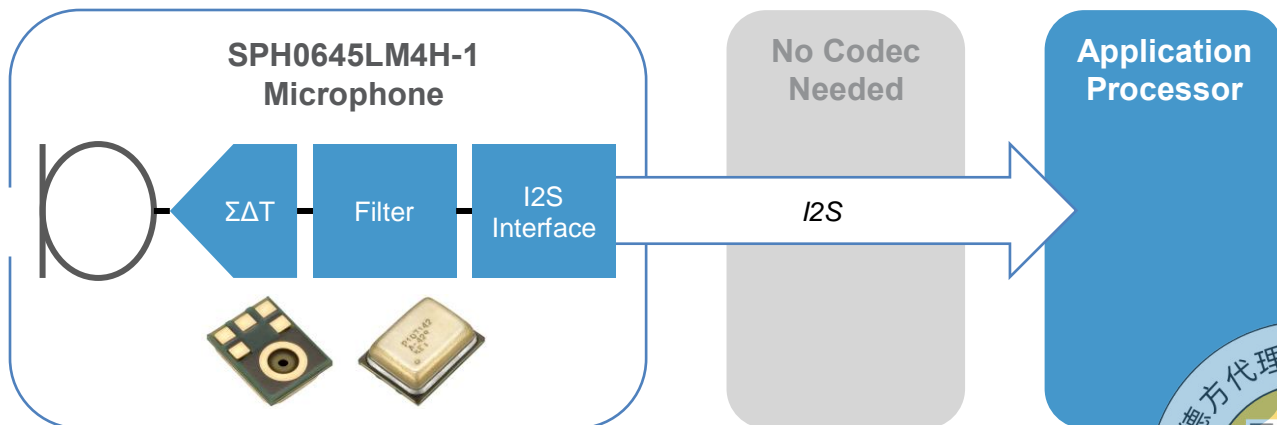 SPH0645LM4H-1
Microphone
No Codec
Needed
Application
Processor
ΣΔT
Filter
I2S
Interface
I2S
德方代理